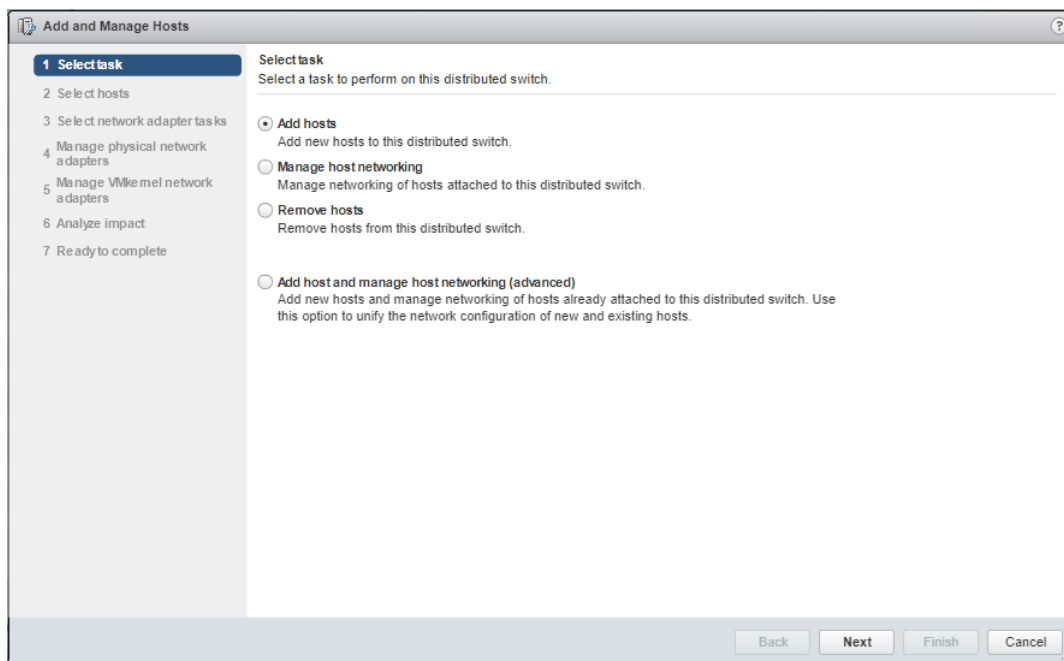 Add and Manage Hosts
?
1 Select task
2 Select hosts
3 Select network adapter tasks
4 Manage physical network
adapters
5 Manage VMkernel network
adapters
6 Analyze impact
7 Ready to complete
Select task
Select a task to perform on this distributed switch.
Add hosts
Add new hosts to this distributed switch.
Manage host networking
Manage networking of hosts attached to this distributed switch.
Remove hosts
Remove hosts from this distributed switch.
Add host and manage host networking (advanced)
Add new hosts and manage networking of hosts already attached to this distributed switch. Use
this option to unify the network configuration of new and existing hosts.
Back Next Finish Cancel